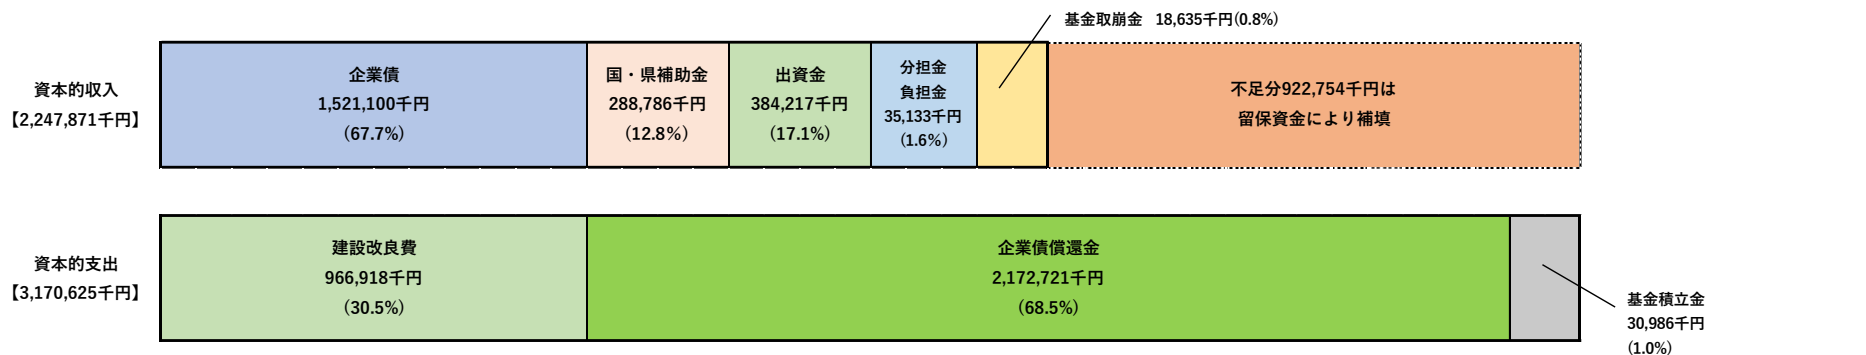 基金取崩金 18,635千円(0.8%)
資本的収入
【2,247,871千円】
企業債
1,521,100千円
(67.7%)
国・県補助金
288,786千円
(12.8%)
出資金
384,217千円
(17.1%)
分担金
負担金
35,133千円
(1.6%)
不足分922,754千円は
留保資金により補填
資本的支出
【3,170,625千円】
建設改良費
966,918千円
(30.5%)
企業債償還金
2,172,721千円
(68.5%)
基金積立金
30,986千円
(1.0%)